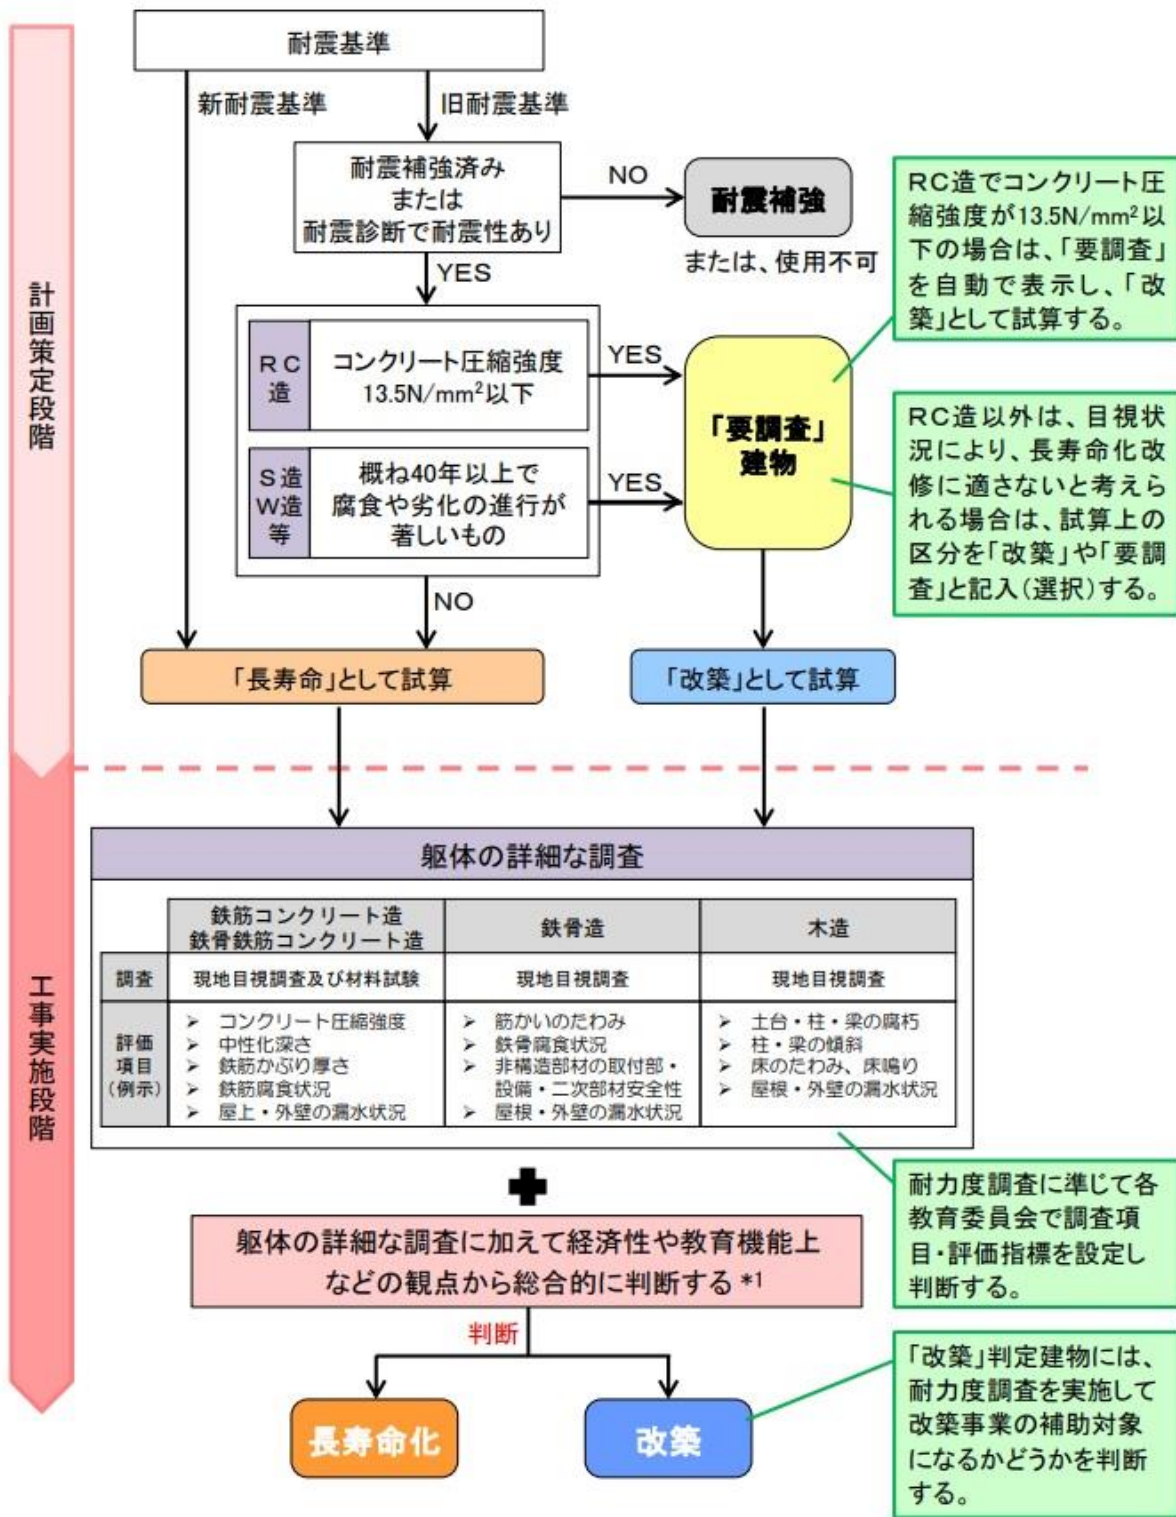 計画策定段階
耐震基準
新耐震基準
旧耐震基準
耐震補強済み
または
耐震診断で耐震性あり
NO
耐震補強
または、使用不可
YES
RC造
コンクリート圧縮強度
13.5N/mm²以下
YES
S造
W造
等
概ね40年以上で
腐食や劣化の進行が
著しいもの
YES
「要調査」
建物
NO
RC造でコンクリート圧
縮強度が13.5N/mm²以
下の場合は、「要調査」
を自動で表示し、「改
築」として試算する。
RC造以外は、目視状
況により、長寿命化改
修に適さないと考えら
れる場合は、試算上の
区分を「改築」や「要調
査」と記入(選択)する。
「長寿命」として試算
「改築」として試算
工事実施段階
躯体の詳細な調査
鉄筋コンクリート造
鉄骨鉄筋コンクリート造
鉄骨造
木造
調査
現地目視調査及び材料試験
現地目視調査
現地目視調査
評価
項目
(例示)
➢ コンクリート圧縮強度
➢ 中性化深さ
➢ 鉄筋かぶり厚さ
➢ 鉄筋腐食状況
➢ 屋上・外壁の漏水状況
➢ 筋かいのたわみ
➢ 鉄骨腐食状況
➢ 非構造部材の取付部・
設備・二次部材安全性
➢ 屋根・外壁の漏水状況
➢ 土台・柱・梁の腐朽
➢ 柱・梁の傾斜
➢ 床のたわみ、床鳴り
➢ 屋根・外壁の漏水状況
耐力度調査に準じて各
教育委員会で調査項
目・評価指標を設定し
判断する。
躯体の詳細な調査に加えて経済性や教育機能上
などの観点から総合的に判断する *1
判断
長寿命化
改築
「改築」判定建物には、
耐力度調査を実施して
改築事業の補助対象
になるかどうかを判断
する。